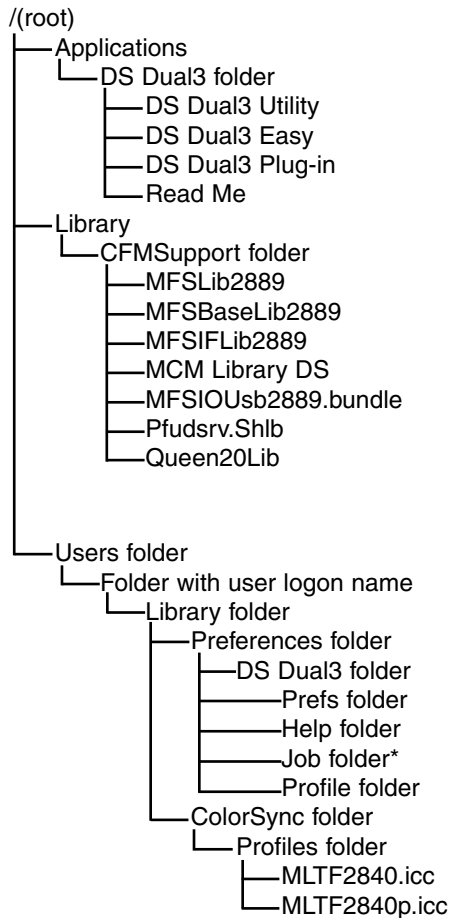 /(root)
Applications
DS Dual3 folder
DS Dual3 Utility
DS Dual3 Easy
DS Dual3 Plug-in
Read Me
Library
CFMSupport folder
MFSLib2889
MFSBaseLib2889
MFSIFLib2889
MCM Library DS
MFSIOUsb2889.bundle
Pfudsrv.Shlb
Queen20Lib
Users folder
Folder with user logon name
Library folder
Preferences folder
DS Dual3 folder
Prefs folder
Help folder
Job folder*
Profile folder
ColorSync folder
Profiles folder
MLTF2840.icc
MLTF2840p.icc